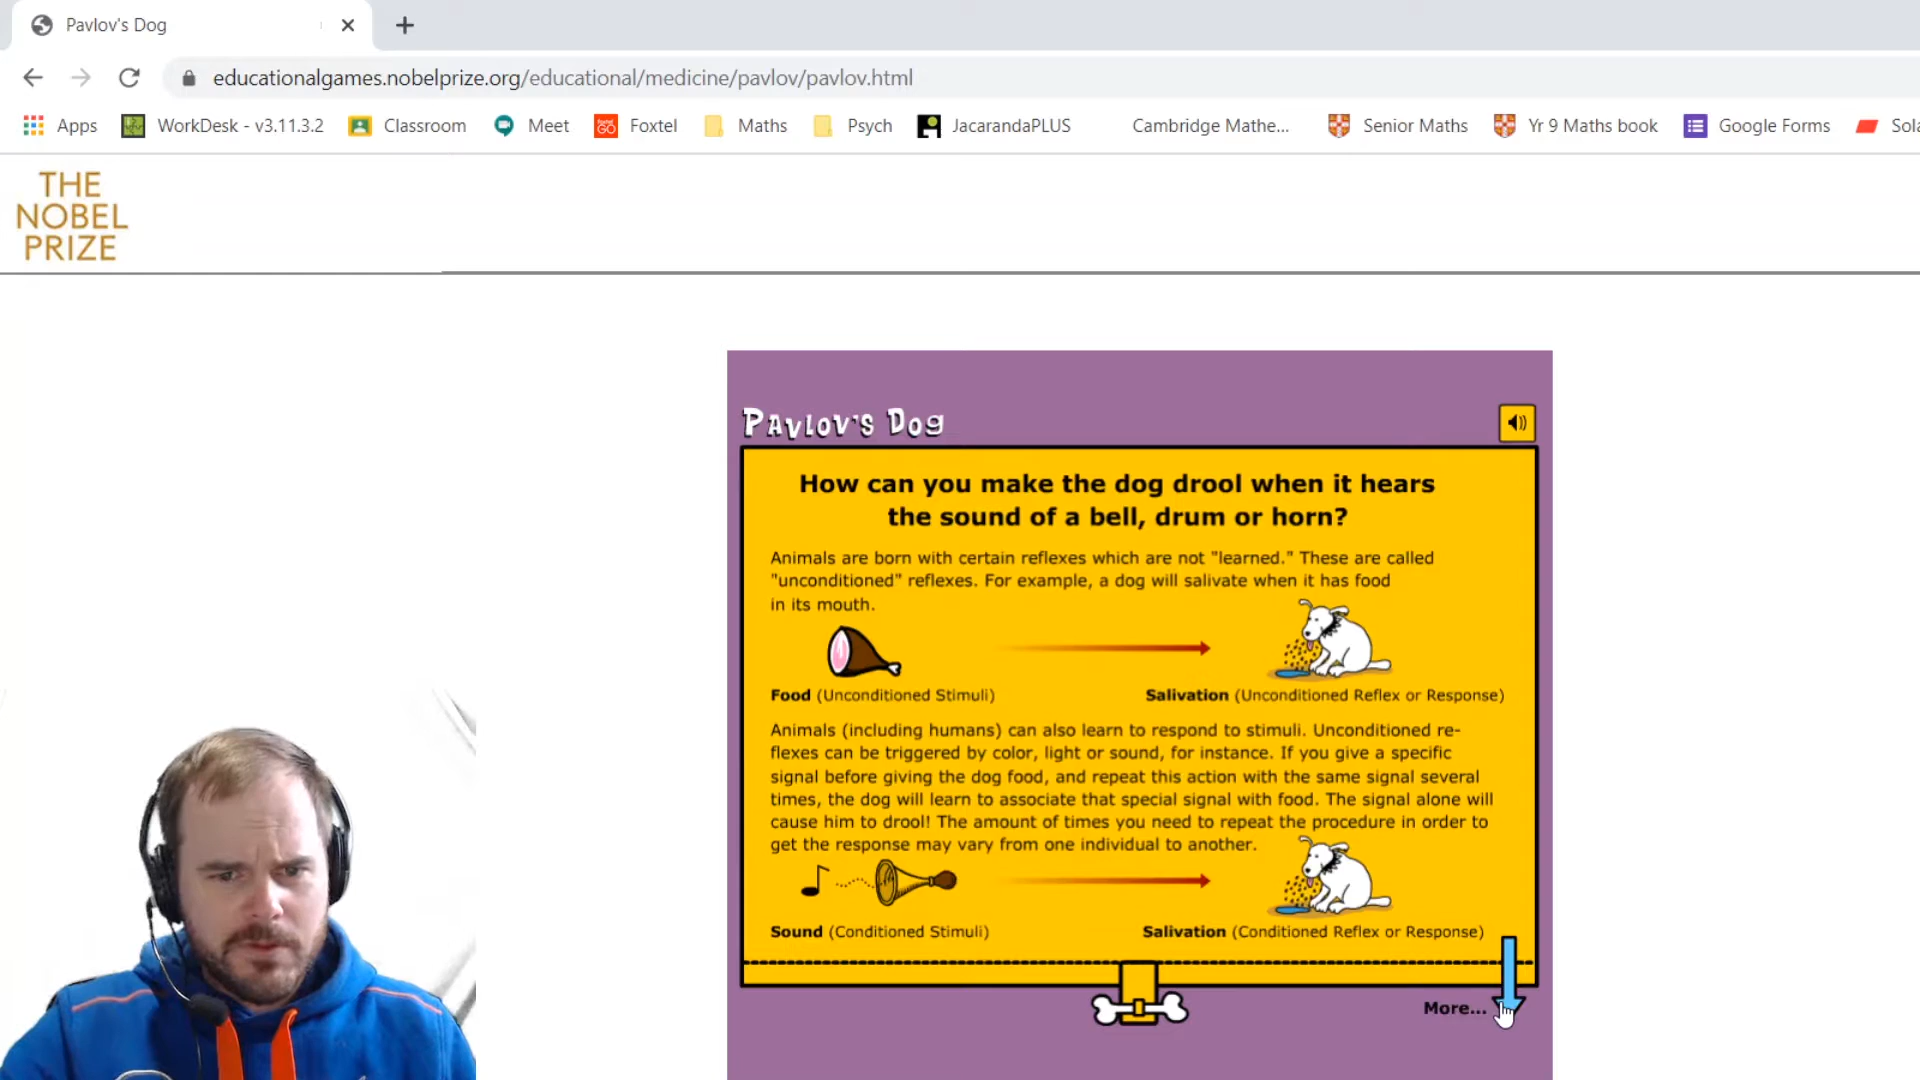 Pavlov's Dog
educationalgames.nobelprize.org/educational/medicine/pavlov/pavlov.html
Apps WorkDesk - v3.11.3.2 Classroom Meet Foxtel Maths Psych JacarandaPLUS Cambridge Mathe... Senior Maths Yr 9 Maths book Google Forms Sola
THE
NOBEL
PRIZE
PAVLOV'S DOG
How can you make the dog drool when it hears
the sound of a bell, drum or horn?
Animals are born with certain reflexes which are not "learned." These are called
"unconditioned" reflexes. For example, a dog will salivate when it has food
in its mouth.
Food (Unconditioned Stimuli) Salivation (Unconditioned Reflex or Response)
Animals (including humans) can also learn to respond to stimuli. Unconditioned re-
flexes can be triggered by color, light or sound, for instance. If you give a specific
signal before giving the dog food, and repeat this action with the same signal several
times, the dog will learn to associate that special signal with food. The signal alone will
cause him to drool! The amount of times you need to repeat the procedure in order to
get the response may vary from one individual to another.
Sound (Conditioned Stimuli) Salivation (Conditioned Reflex or Response)
More...